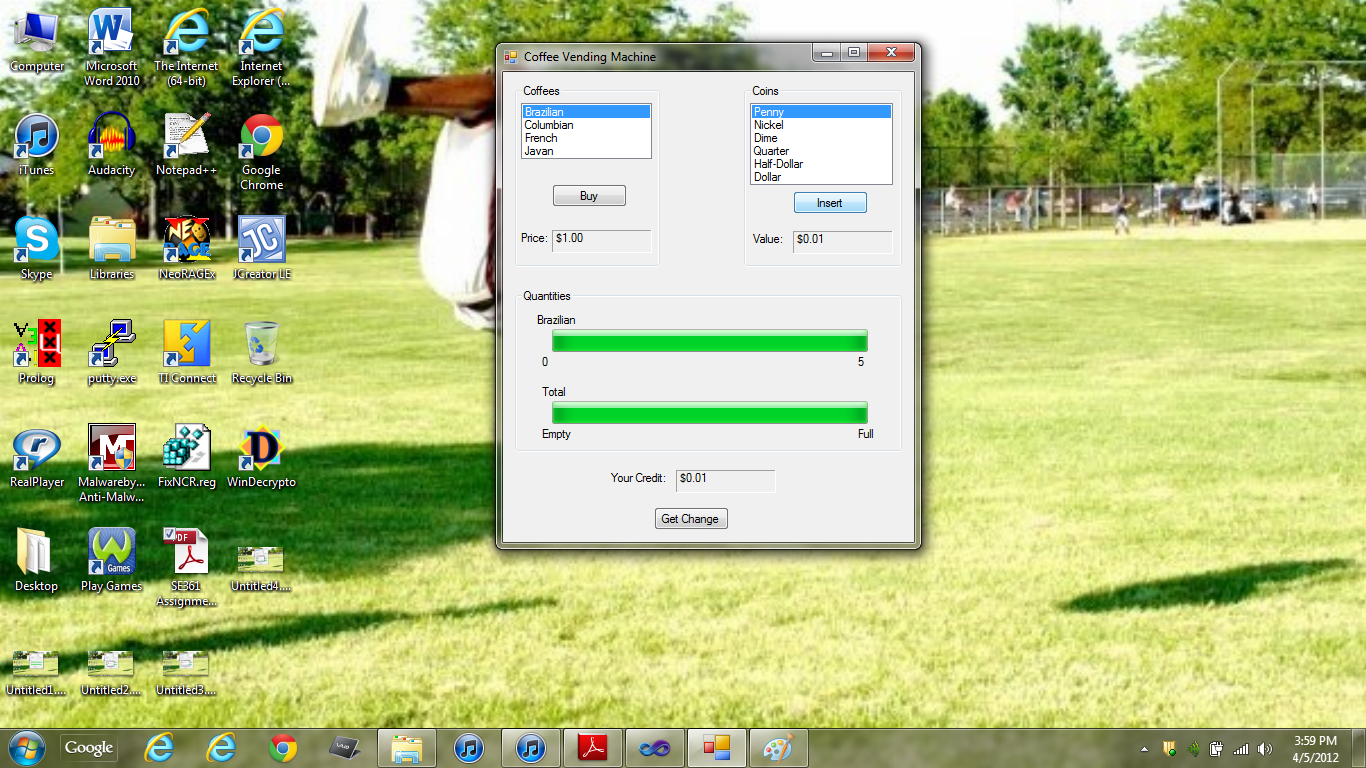 Computer
Microsoft
Word 2010
The Internet
(64-bit)
Internet
Explorer (...
iTunes
Audacity
Notepad++
Google
Chrome
Skype
Libraries
NeoRAGEx
JCreator LE
Prolog
putty.exe
TI Connect
Recycle Bin
RealPlayer
Malwareby...
Anti-Malw...
FixNCR.reg
WinDecrypto
Desktop
Play Games
SE361
Assignme...
Untitled4....
Untitled1....
Untitled2....
Untitled3....
Coffee Vending Machine
Coffees
Brazilian
Columbian
French
Javan
Buy
Price: $1.00
Coins
Penny
Nickel
Dime
Quarter
Half-Dollar
Dollar
Insert
Value: $0.01
Quantities
Brazilian
0 5
Total
Empty Full
Your Credit: $0.01
Get Change
Google
3:59 PM
4/5/2012